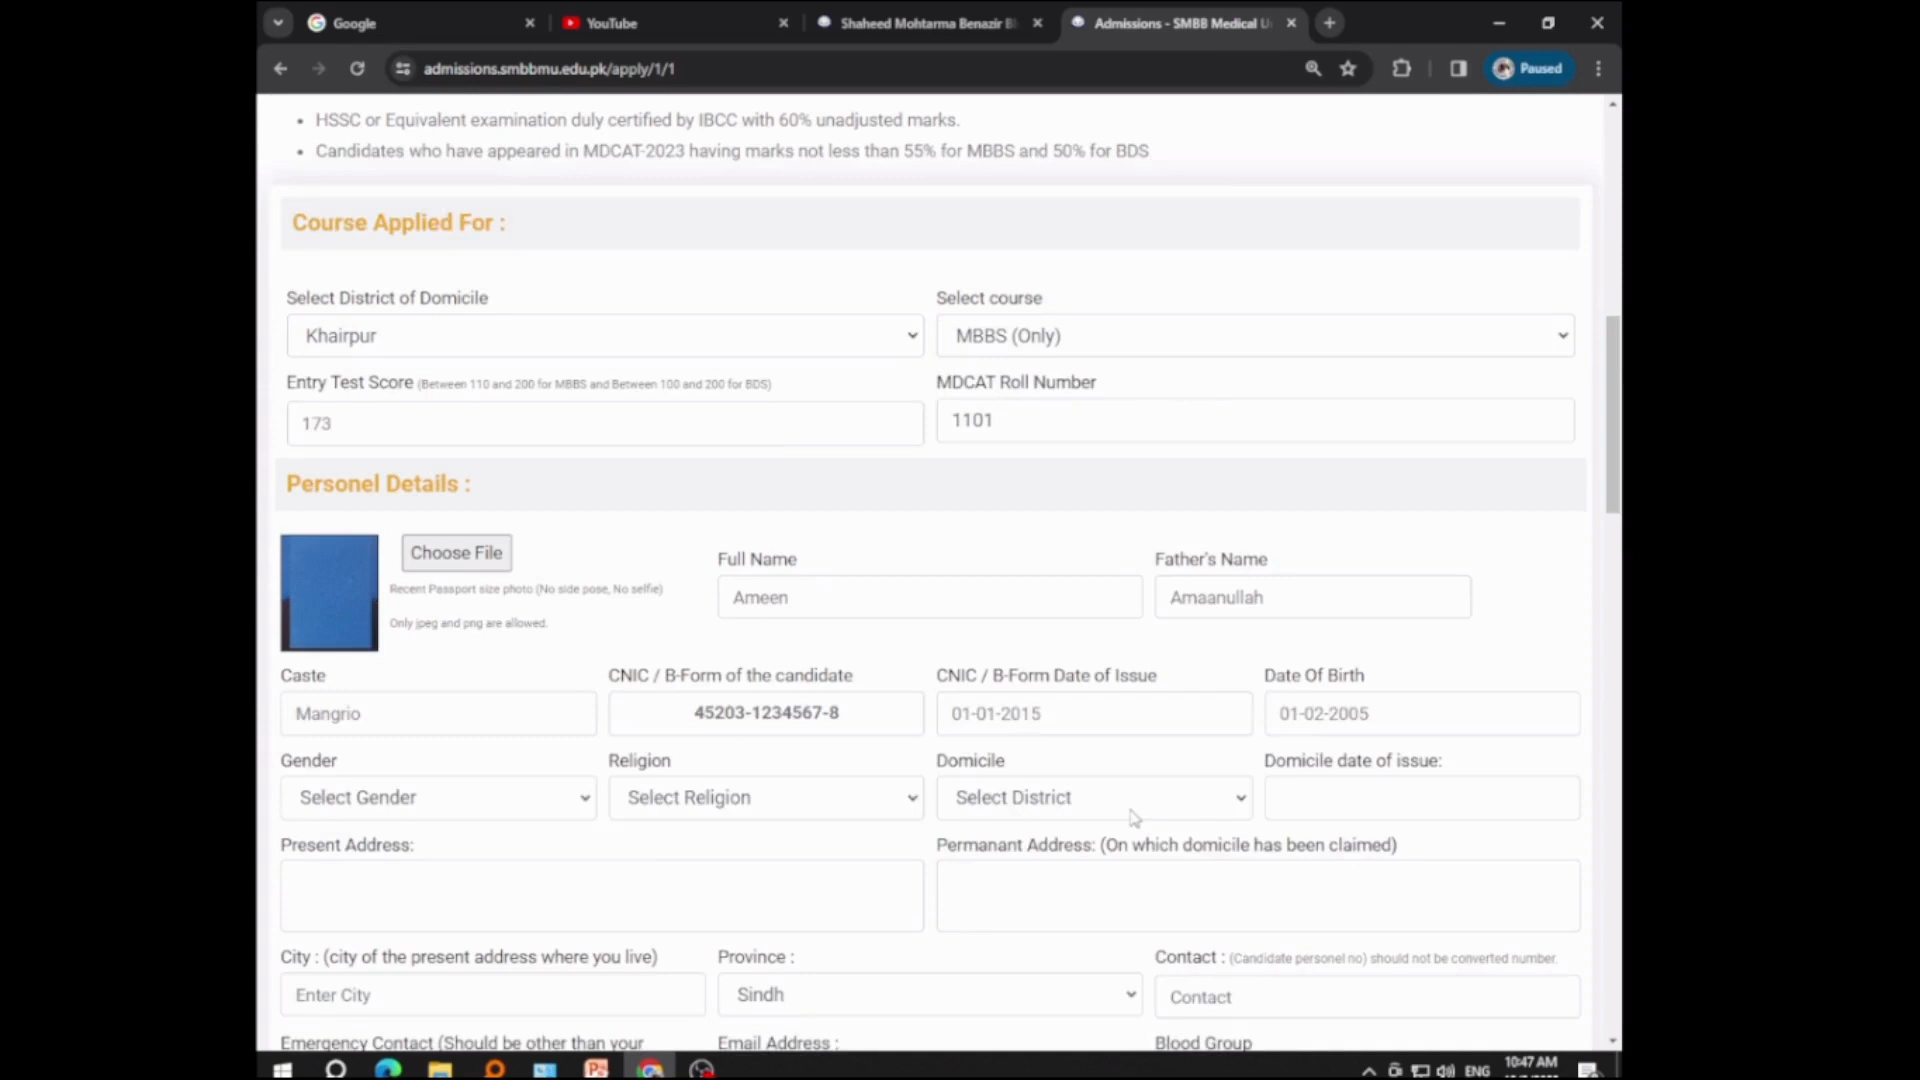 Google
YouTube
Shaheed Mohtarma Benazir B
Admissions - SMBB Medical U
admissions.smbbmu.edu.pk/apply/1/1
Paused
• HSSC or Equivalent examination duly certified by IBCC with 60% unadjusted marks.
• Candidates who have appeared in MDCAT-2023 having marks not less than 55% for MBBS and 50% for BDS
Course Applied For :
Select District of Domicile
Select course
Khairpur
MBBS (Only)
Entry Test Score (Between 110 and 200 for MBBS and Between 100 and 200 for BDS)
MDCAT Roll Number
173
1101
Personel Details :
Choose File
Recent Passport size photo (No side pose, No selfie)
Only jpeg and png are allowed.
Full Name
Father's Name
Ameen
Amaanullah
Caste
CNIC / B-Form of the candidate
CNIC / B-Form Date of Issue
Date Of Birth
Mangrio
45203-1234567-8
01-01-2015
01-02-2005
Gender
Religion
Domicile
Domicile date of issue:
Select Gender
Select Religion
Select District
Present Address:
Permanant Address: (On which domicile has been claimed)
City : (city of the present address where you live)
Province :
Contact : (Candidate personel no) should not be converted number.
Enter City
Sindh
Contact
Emergency Contact (Should be other than your
Email Address :
Blood Group
ENG
10:47 AM